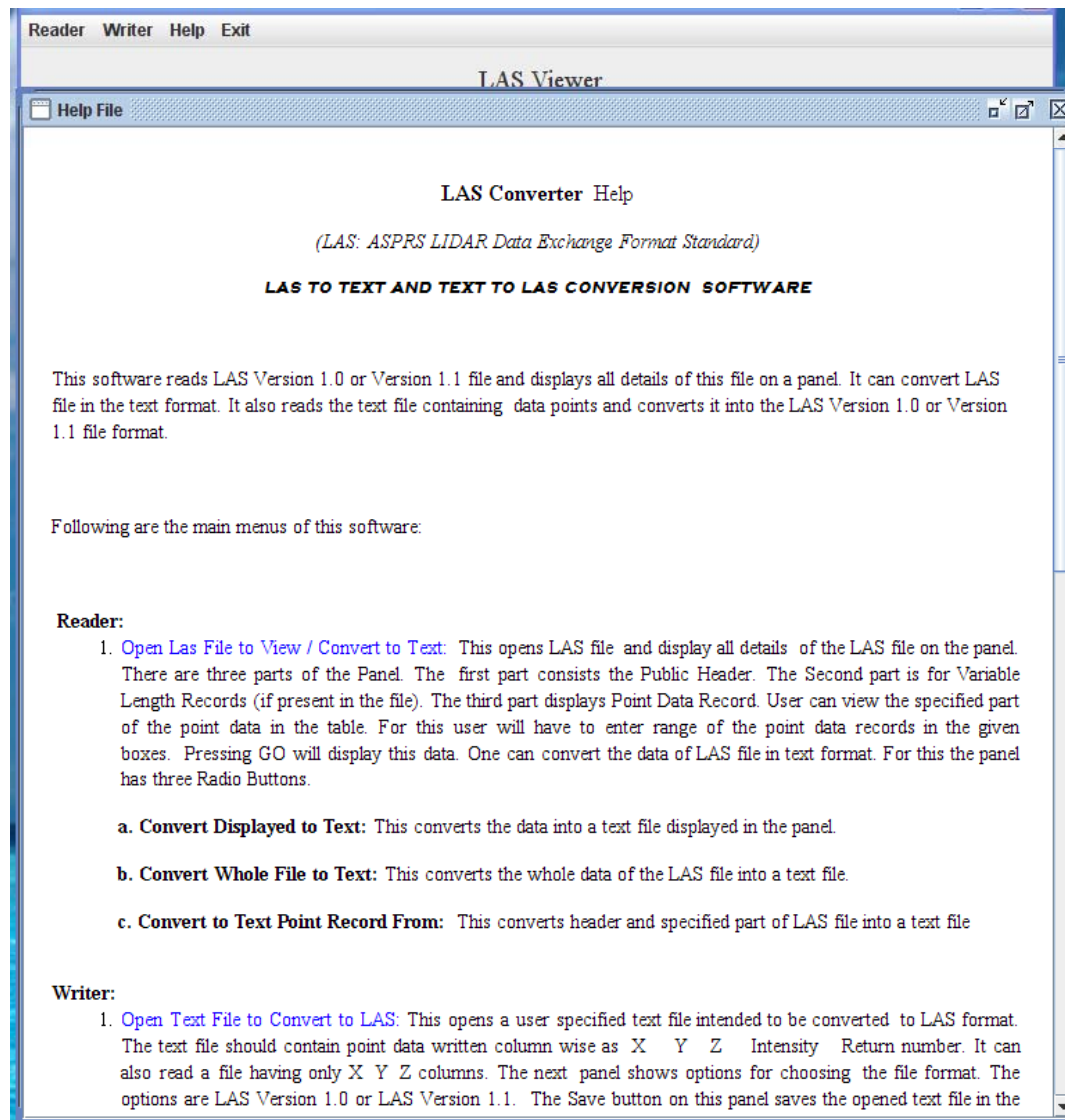 Reader Writer Help Exit
LAS Viewer
Help File
LAS Converter Help
(LAS: ASPRS LIDAR Data Exchange Format Standard)
LAS TO TEXT AND TEXT TO LAS CONVERSION SOFTWARE
This software reads LAS Version 1.0 or Version 1.1 file and displays all details of this file on a panel. It can convert LAS
file in the text format. It also reads the text file containing data points and converts it into the LAS Version 1.0 or Version
1.1 file format.
Following are the main menus of this software:
Reader:
1. Open Las File to View / Convert to Text: This opens LAS file and display all details of the LAS file on the panel.
There are three parts of the Panel. The first part consists the Public Header. The Second part is for Variable
Length Records (if present in the file). The third part displays Point Data Record. User can view the specified part
of the point data in the table. For this user will have to enter range of the point data records in the given
boxes. Pressing GO will display this data. One can convert the data of LAS file in text format. For this the panel
has three Radio Buttons.
a. Convert Displayed to Text: This converts the data into a text file displayed in the panel.
b. Convert Whole File to Text: This converts the whole data of the LAS file into a text file.
c. Convert to Text Point Record From: This converts header and specified part of LAS file into a text file
Writer:
1. Open Text File to Convert to LAS: This opens a user specified text file intended to be converted to LAS format.
The text file should contain point data written column wise as X Y Z Intensity Return number. It can
also read a file having only X Y Z columns. The next panel shows options for choosing the file format. The
options are LAS Version 1.0 or LAS Version 1.1. The Save button on this panel saves the opened text file in the